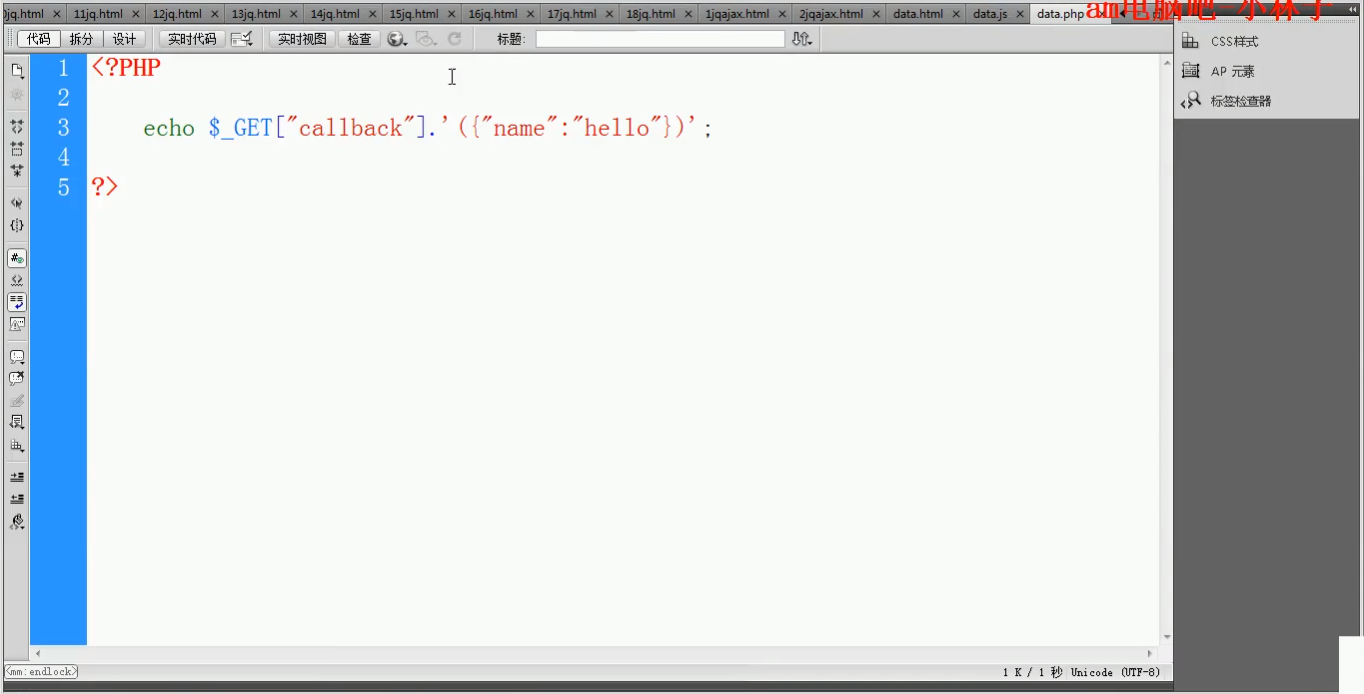 jq.html × 11jq.html × 12jq.html × 13jq.html × 14jq.html × 15jq.html × 16jq.html × 17jq.html × 18jq.html × 1jqajax.html × 2jqajax.html × data.html × data.js × data.php
am电脑吧-小林子
代码 拆分 设计 实时代码 实时视图 检查 标题:
CSS样式
AP 元素
标签检查器
1 <?PHP
2
3 echo $_GET["callback"].'({"name":"hello"})';
4
5 ?>
<mm:endlock>
1 K / 1 秒 Unicode (UTF-8)